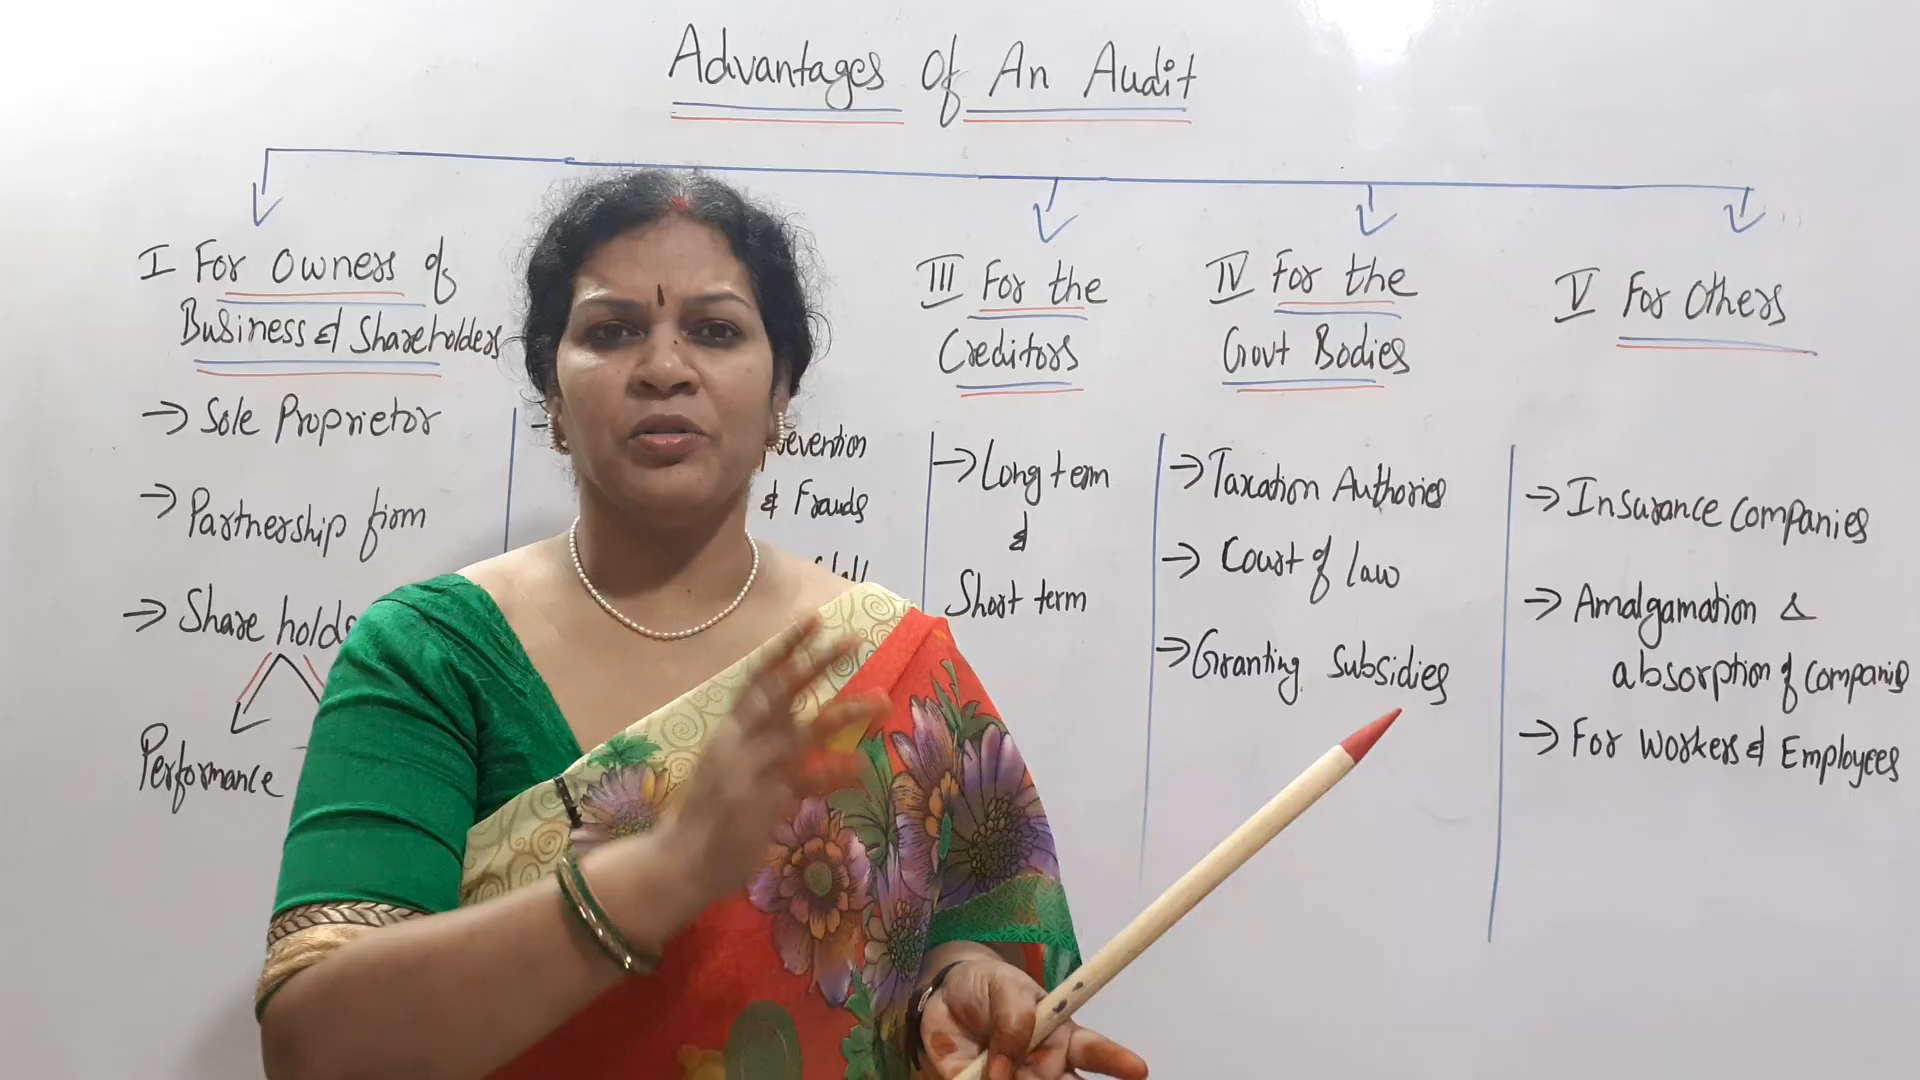 Advantages Of An Audit
I For Owners of
Business & Shareholders
→ Sole Proprietor
→ Partnership firm
→ Share holde
Performance
& Frauds
III For the
Creditors
→ Long term
&
Short term
IV For the
Govt Bodies
→ Taxation Authories
→ Court of law
→ Granting Subsidies
V For Others
→ Insurance Companies
→ Amalgamation &
absorption of Companies
→ For Workers & Employees